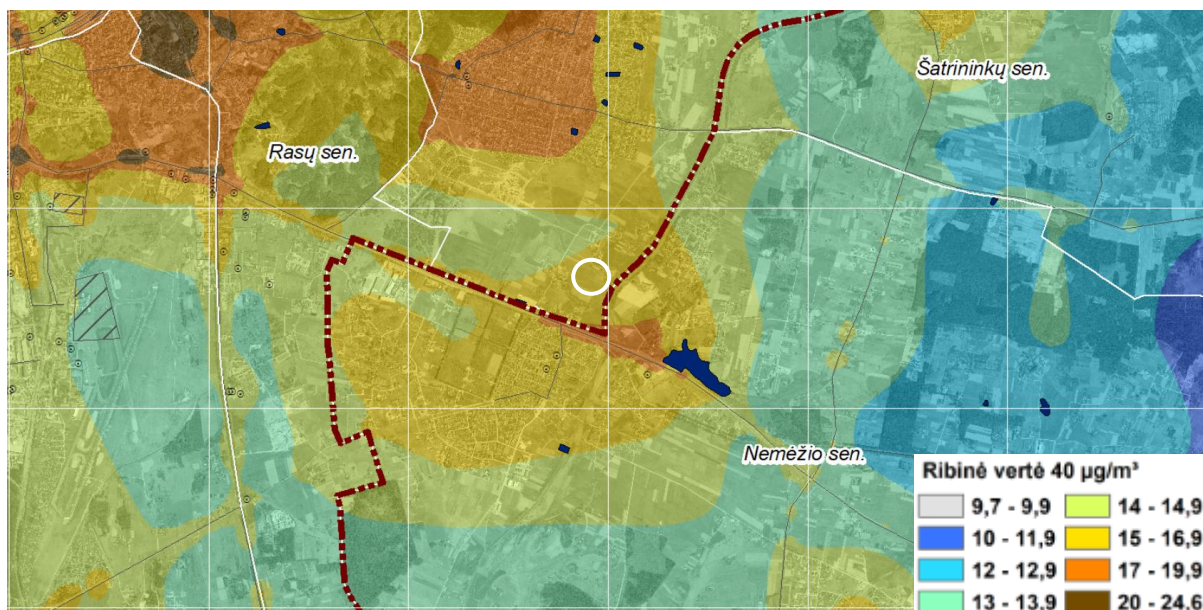 Šatrininkų sen.
Rasų sen.
Nemėžio sen.
Ribinė vertė 40 µg/m³
9,7 - 9,9
14 - 14,9
10 - 11,9
15 - 16,9
12 - 12,9
17 - 19,9
13 - 13,9
20 - 24,6